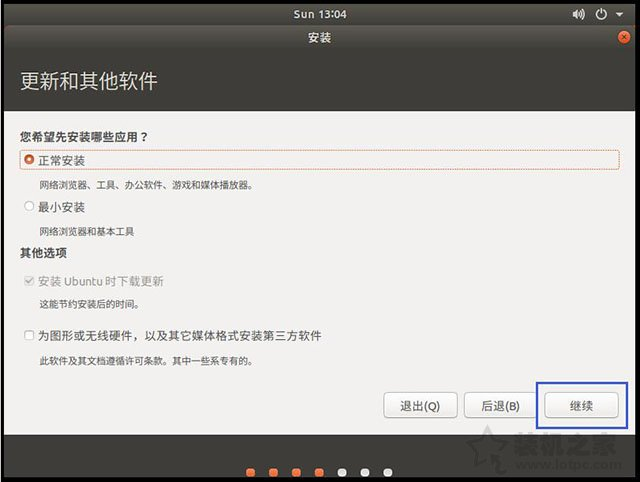 Sun 13:04
安装
更新和其他软件
您希望先安装哪些应用？
正常安装
网络浏览器、工具、办公软件、游戏和媒体播放器。
最小安装
网络浏览器和基本工具
其他选项
安装 Ubuntu 时下载更新
这能节约安装后的时间。
为图形或无线硬件，以及其它媒体格式安装第三方软件
此软件及其文档遵循许可条款。其中一些系专有的。
退出(Q) 后退(B) 继续
装机之家
www.lotpc.com